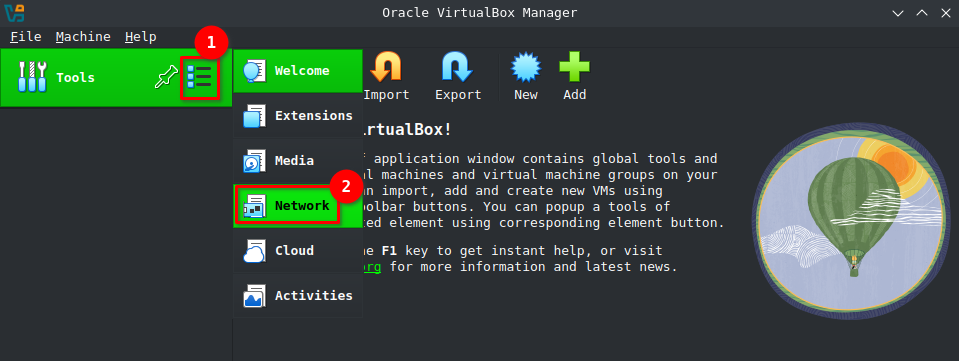 Oracle VirtualBox Manager
File Machine Help
1
Tools
Welcome
Extensions
Media
Network
2
Cloud
Activities
Import Export New Add
irtualBox!
application window contains global tools and
l machines and virtual machine groups on your
n import, add and create new VMs using
olbar buttons. You can popup a tools of
ed element using corresponding element button.
e F1 key to get instant help, or visit
org for more information and latest news.